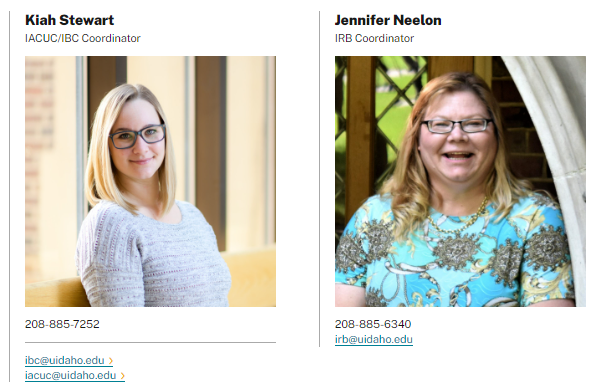 Kiah Stewart
IACUC/IBC Coordinator
208-885-7252
ibc@uidaho.edu
iacuc@uidaho.edu
Jennifer Neelon
IRB Coordinator
208-885-6340
irb@uidaho.edu